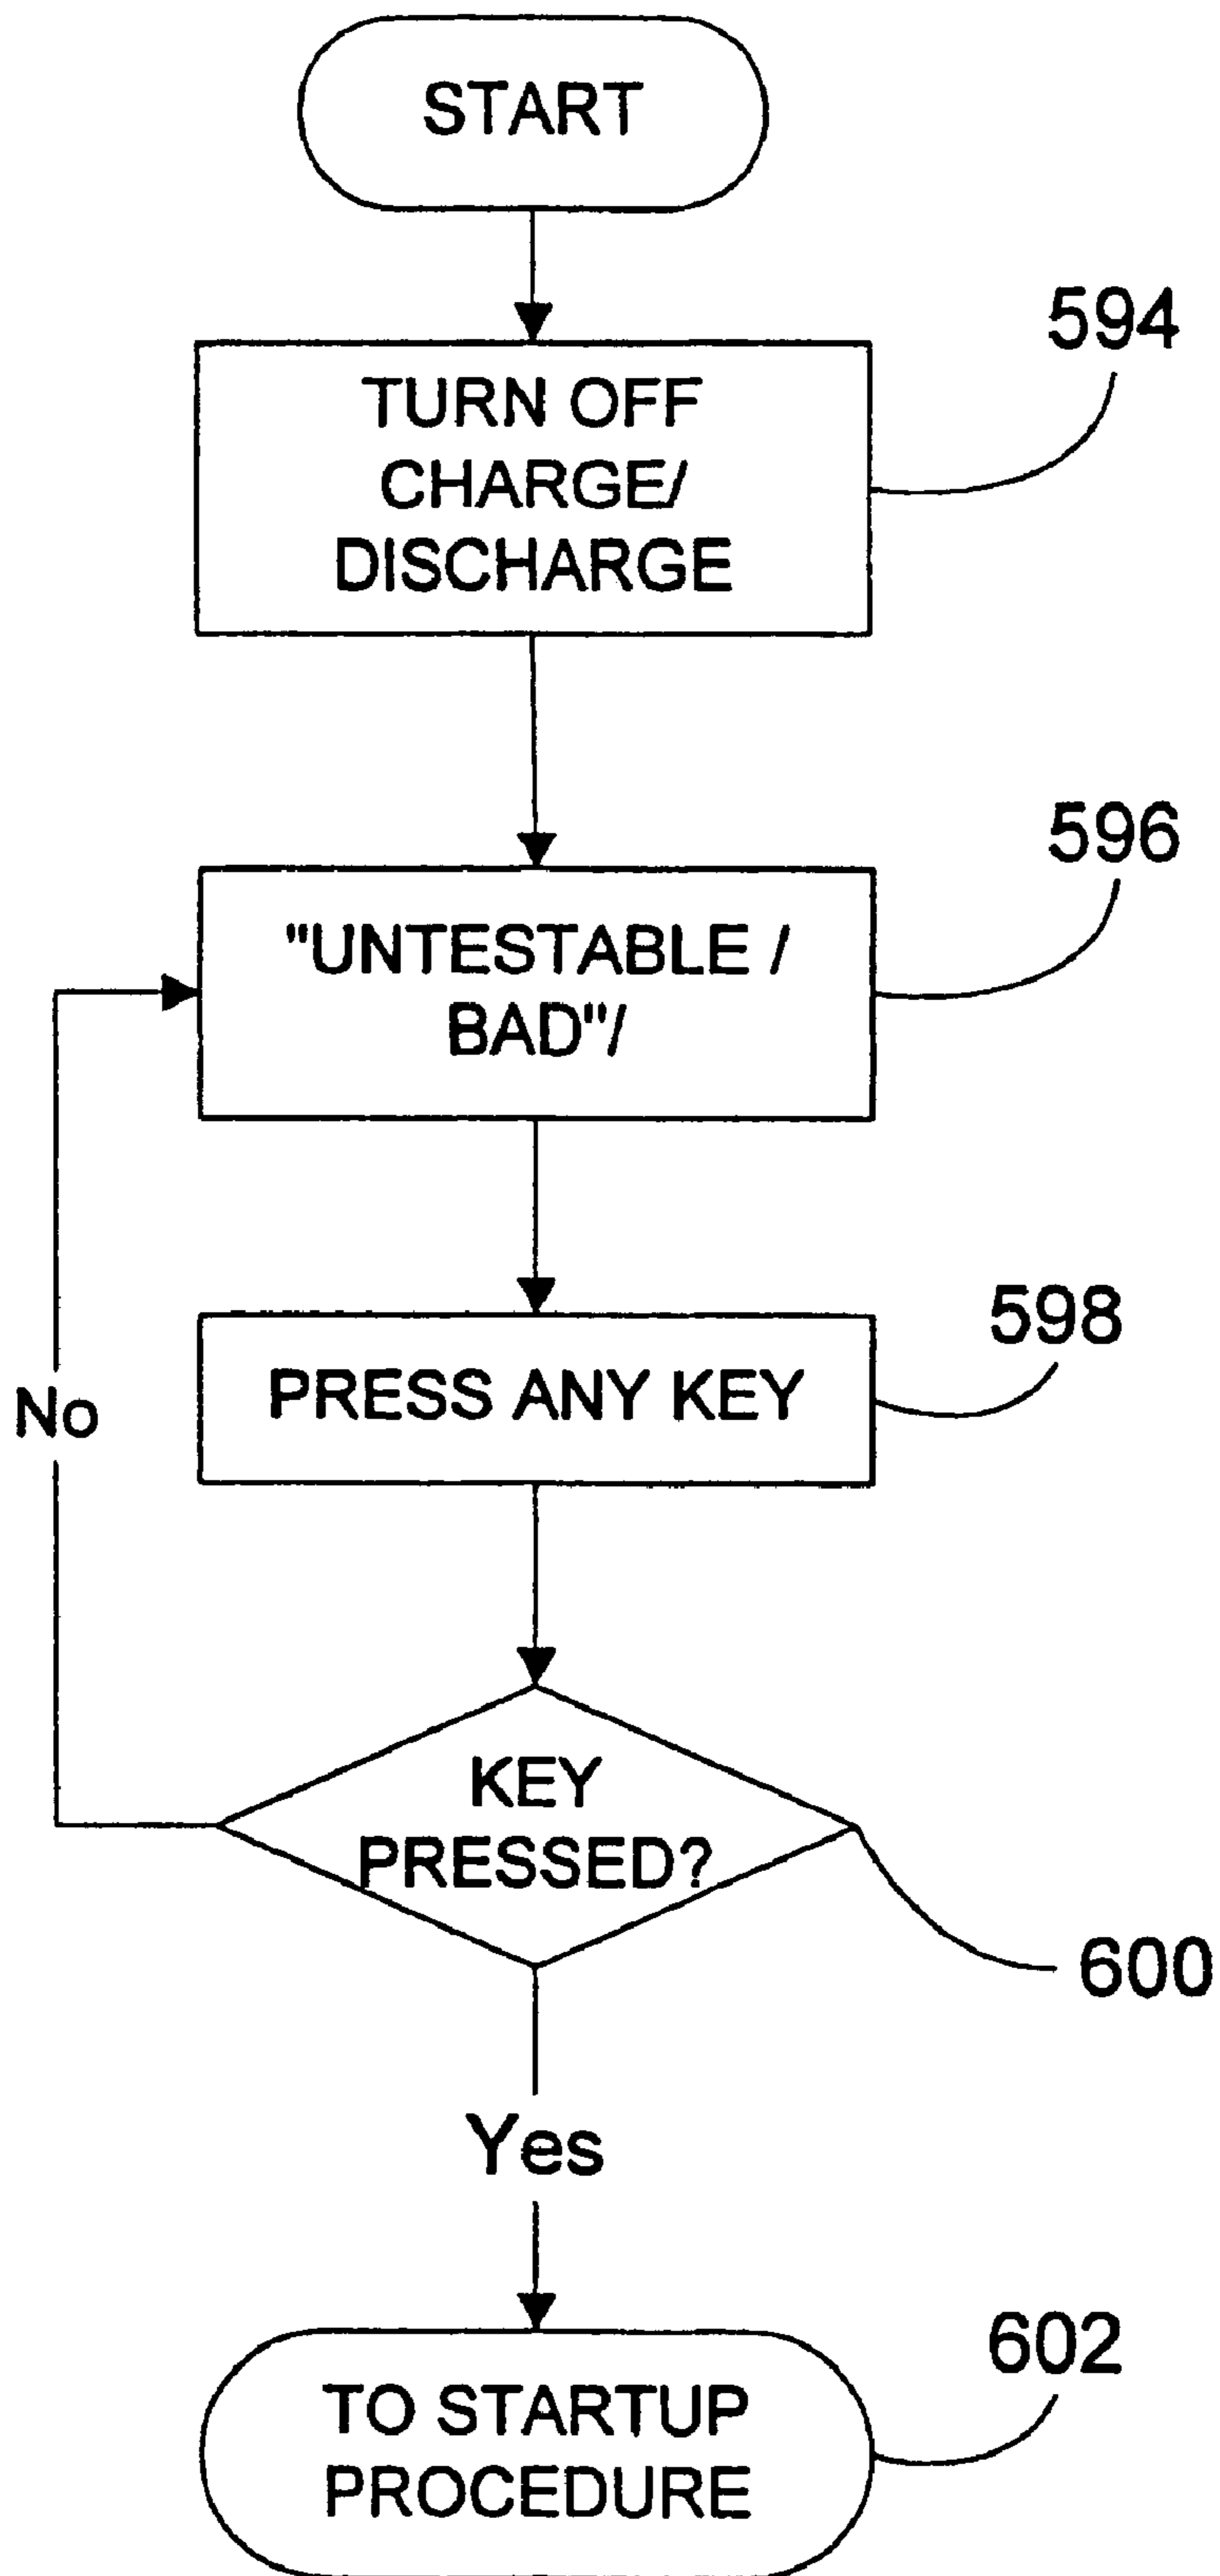 START
594
TURN OFF
CHARGE/
DISCHARGE
596
"UNTESTABLE /
BAD"/
598
PRESS ANY KEY
No
KEY
PRESSED?
600
Yes
602
TO STARTUP
PROCEDURE